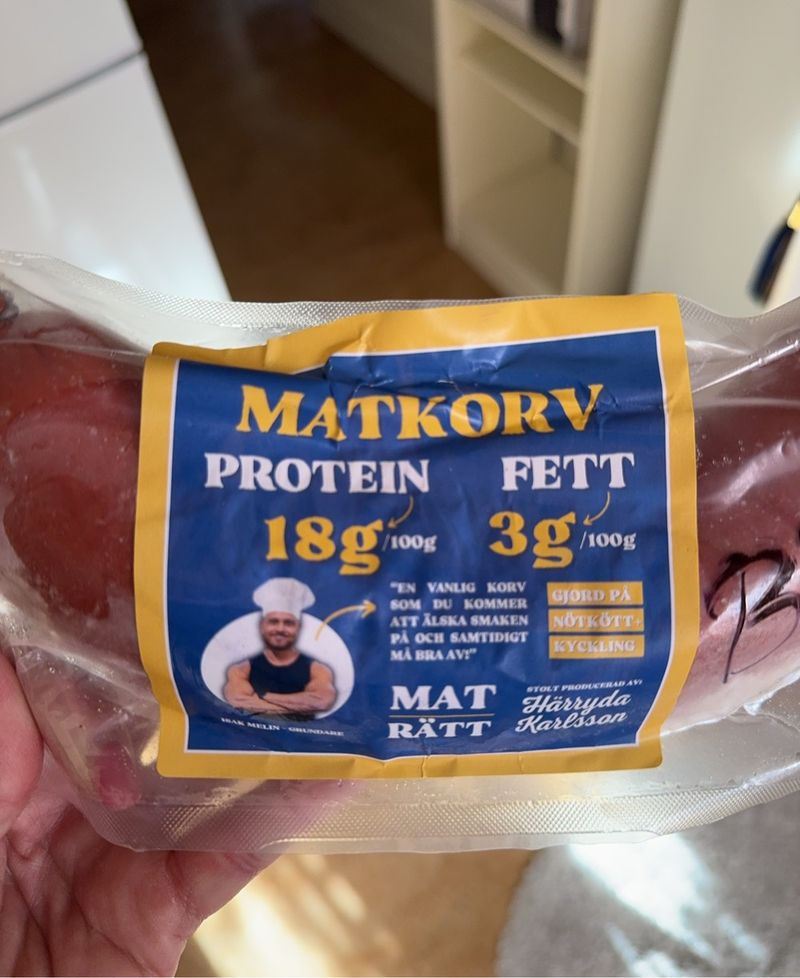 MATKORV
PROTEIN FETT
18g/100g 3g/100g
"EN VANLIG KORV
SOM DU KOMMER
ATT ÄLSKA SMAKEN
PÅ OCH SAMTIDIGT
MÅ BRA AV!"
GJORD PÅ
NÖTKÖTT+
KYCKLING
ISAK MELIN - GRUNDARE
MAT
RÄTT
STOLT PRODUCERAD AV:
Härryda
Karlsson
B